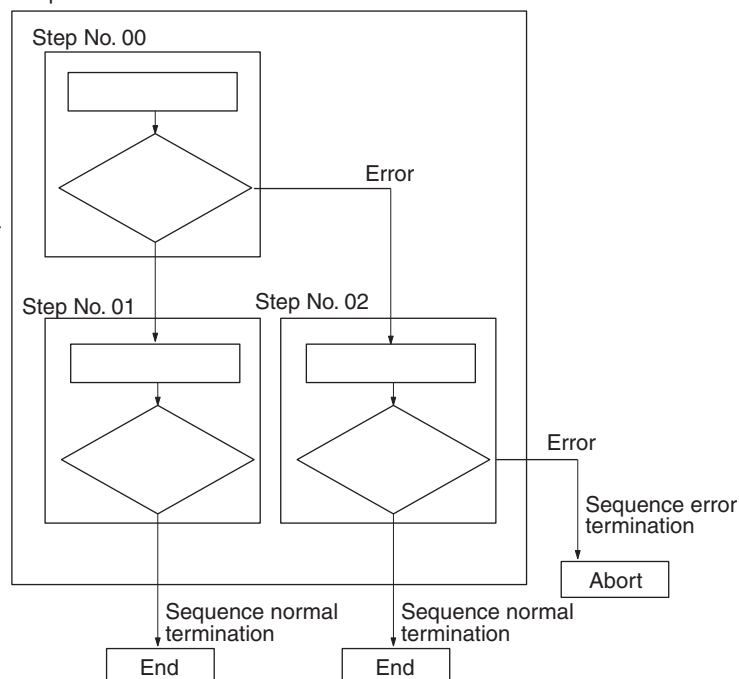 Step No. 00
Error
Step No. 01
Step No. 02
Error
Sequence error
termination
Abort
Sequence normal
termination
Sequence normal
termination
End
End